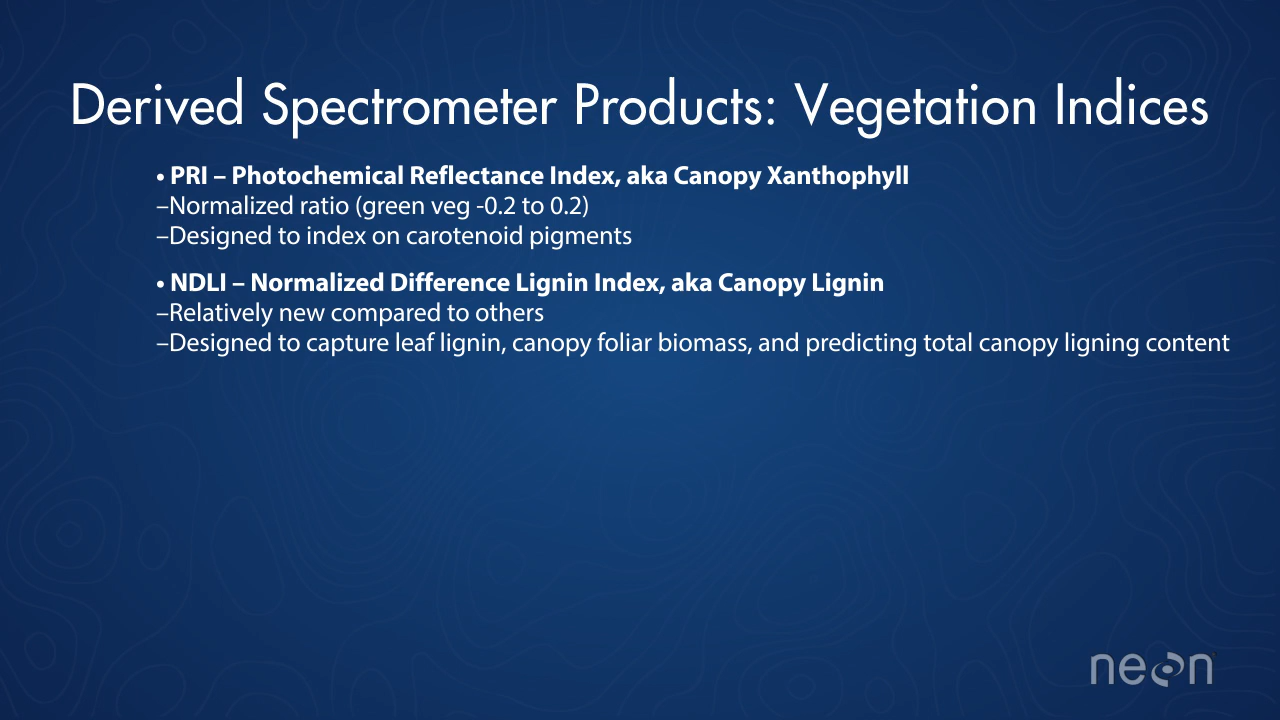 Derived Spectrometer Products: Vegetation Indices
• PRI – Photochemical Reflectance Index, aka Canopy Xanthophyll
–Normalized ratio (green veg -0.2 to 0.2)
–Designed to index on carotenoid pigments
• NDLI – Normalized Difference Lignin Index, aka Canopy Lignin
–Relatively new compared to others
–Designed to capture leaf lignin, canopy foliar biomass, and predicting total canopy ligning content
neon